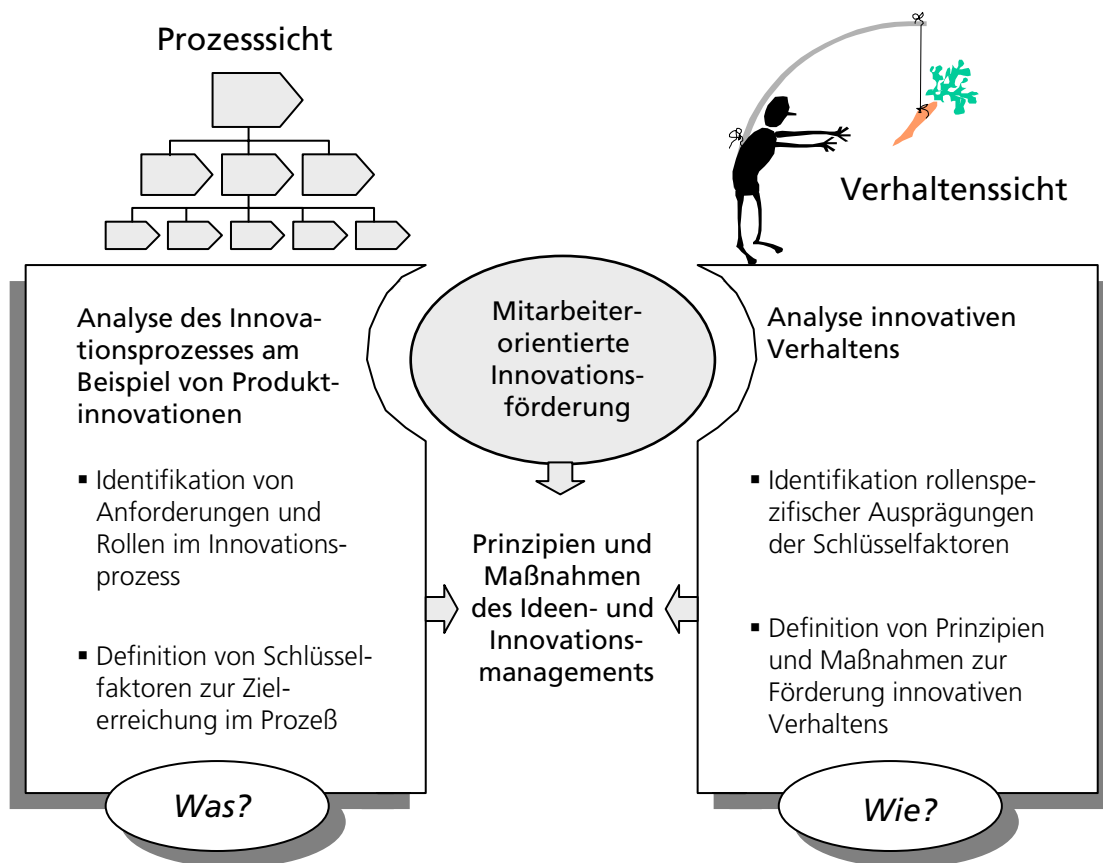 Prozesssicht
Verhaltenssicht
Analyse des Innova-
tionsprozesses am
Beispiel von Produkt-
innovationen
▪ Identifikation von
Anforderungen und
Rollen im Innovations-
prozess
▪ Definition von Schlüssel-
faktoren zur Ziel-
erreichung im Prozeß
Was?
Mitarbeiter-
orientierte
Innovations-
förderung
Prinzipien und
Maßnahmen
des Ideen- und
Innovations-
managements
Analyse innovativen
Verhaltens
▪ Identifikation rollenspe-
zifischer Ausprägungen
der Schlüsselfaktoren
▪ Definition von Prinzipien
und Maßnahmen zur
Förderung innovativen
Verhaltens
Wie?